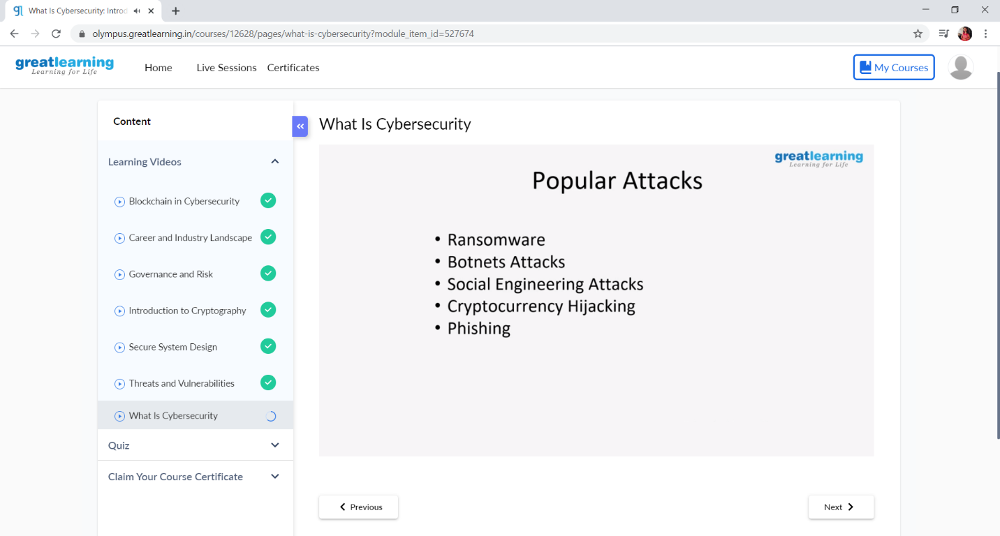 What Is Cybersecurity: Introd
olympus.greatlearning.in/courses/12628/pages/what-is-cybersecurity?module_item_id=527674
greatlearning
Learning for Life
Home Live Sessions Certificates
My Courses
Content
Learning Videos
Blockchain in Cybersecurity
Career and Industry Landscape
Governance and Risk
Introduction to Cryptography
Secure System Design
Threats and Vulnerabilities
What Is Cybersecurity
Quiz
Claim Your Course Certificate
What Is Cybersecurity
greatlearning
Learning for Life
Popular Attacks
• Ransomware
• Botnets Attacks
• Social Engineering Attacks
• Cryptocurrency Hijacking
• Phishing
Previous
Next